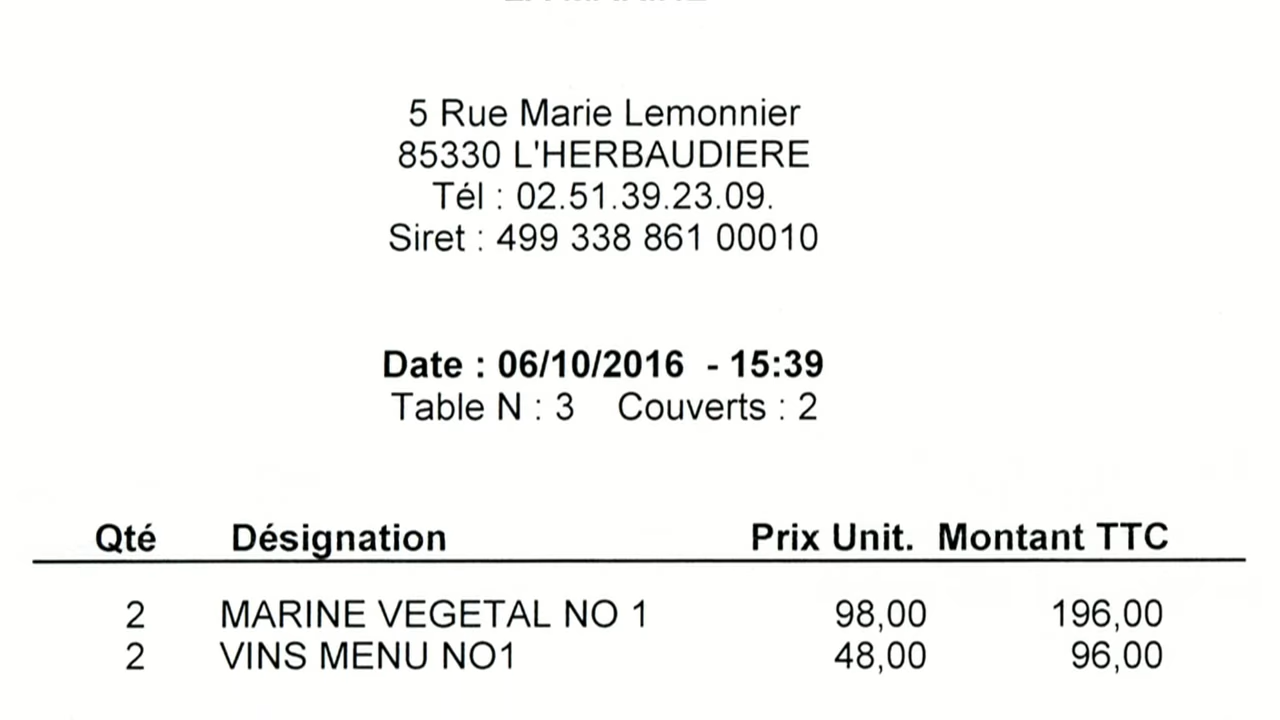 5 Rue Marie Lemonnier
85330 L'HERBAUDIERE
Tél : 02.51.39.23.09.
Siret : 499 338 861 00010
Date : 06/10/2016 - 15:39
Table N : 3 Couverts : 2
Qté Désignation Prix Unit. Montant TTC
2 MARINE VEGETAL NO 1 98,00 196,00
2 VINS MENU NO1 48,00 96,00